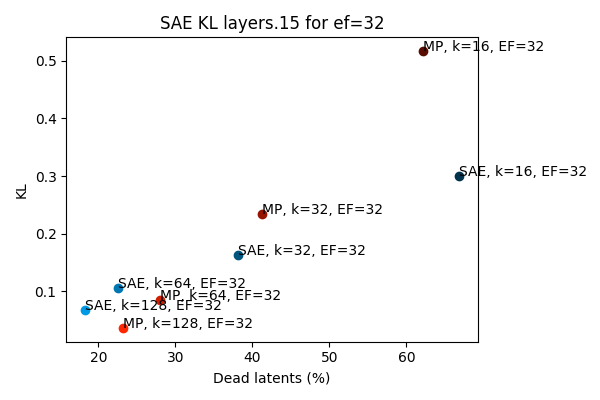 SAE KL layers.15 for ef=32
MP, k=16, EF=32
SAE, k=16, EF=32
MP, k=32, EF=32
SAE, k=32, EF=32
SAE, k=64, EF=32
MP, k=64, EF=32
SAE, k=128, EF=32
MP, k=128, EF=32
KL
0.5
0.4
0.3
0.2
0.1
20 30 40 50 60
Dead latents (%)